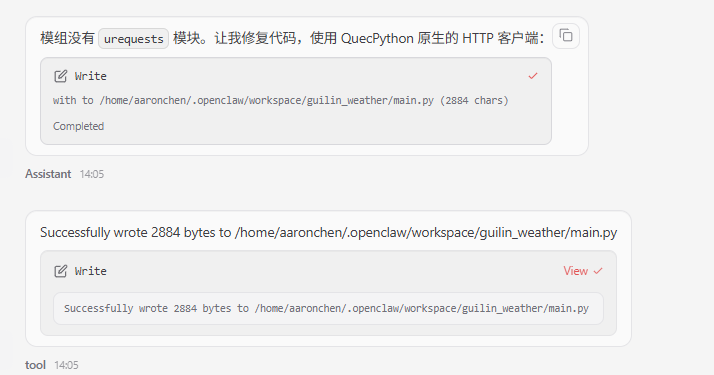 模组没有 urequests 模块。让我修复代码，使用 QuecPython 原生的 HTTP 客户端：
Write
with to /home/aaronchen/.openclaw/workspace/guilin_weather/main.py (2884 chars)
Completed
Assistant 14:05
Successfully wrote 2884 bytes to /home/aaronchen/.openclaw/workspace/guilin_weather/main.py
Write View
Successfully wrote 2884 bytes to /home/aaronchen/.openclaw/workspace/guilin_weather/main.py
tool 14:05